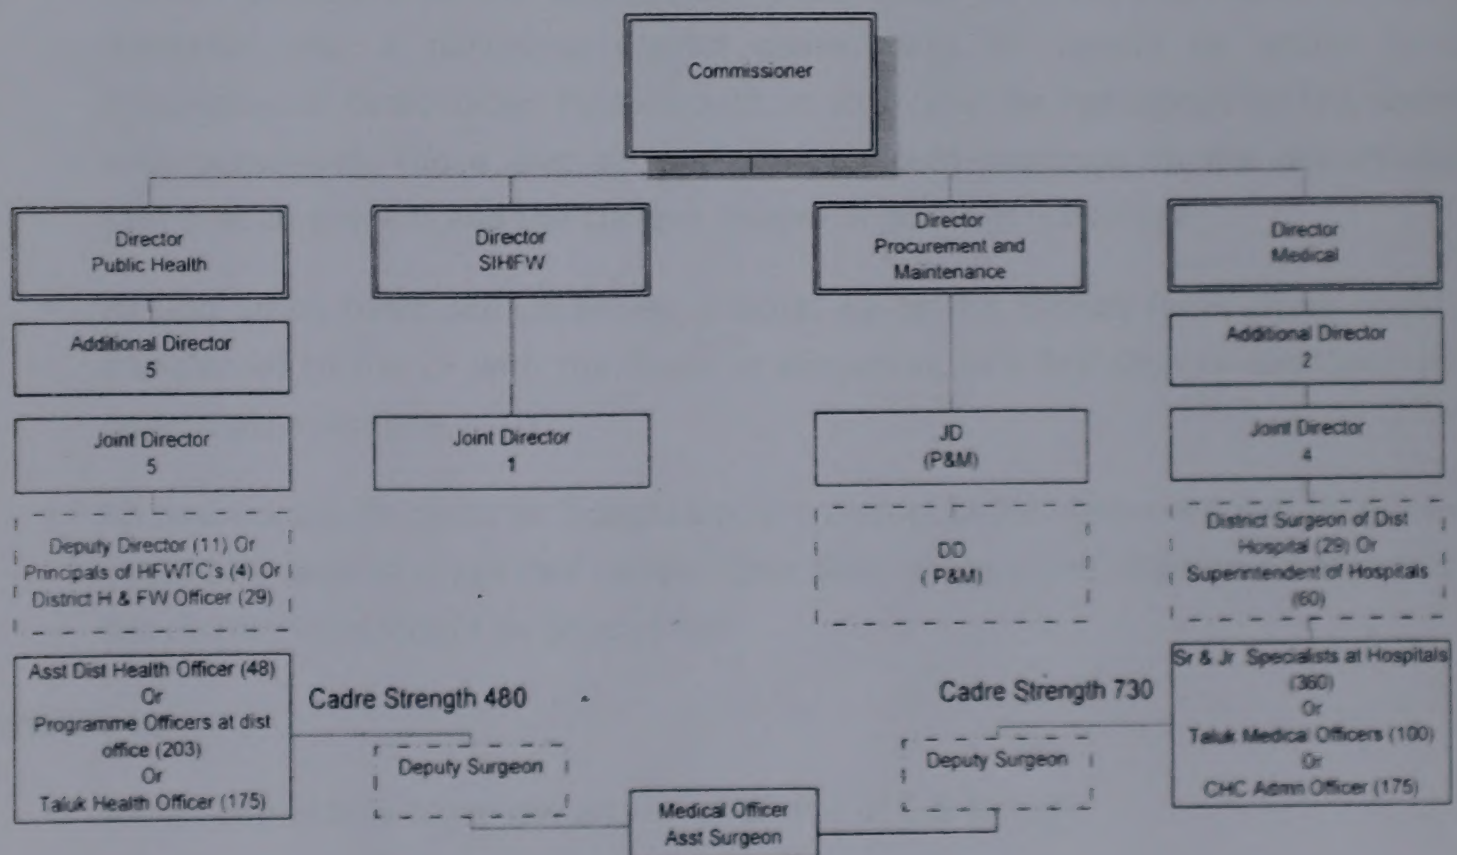 Commissioner
Director
Public Health
Director
SIHFW
Director
Procurement and
Maintenance
Director
Medical
Additional Director
5
Additional Director
2
Joint Director
5
Joint Director
1
JD
(P&M)
Joint Director
4
Deputy Director (11) Or
Principals of HFWTC's (4) Or
District H & FW Officer (29)
DD
( P&M)
District Surgeon of Dist
Hospital (29) Or
Superintendent of Hospitals
(60)
Asst Dist Health Officer (48)
Or
Programme Officers at dist
office (203)
Or
Taluk Health Officer (175)
Cadre Strength 480
Deputy Surgeon
Cadre Strength 730
Deputy Surgeon
Sr & Jr Specialists at Hospitals
(360)
Or
Taluk Medical Officers (100)
Or
CHC Admn Officer (175)
Medical Officer
Asst Surgeon